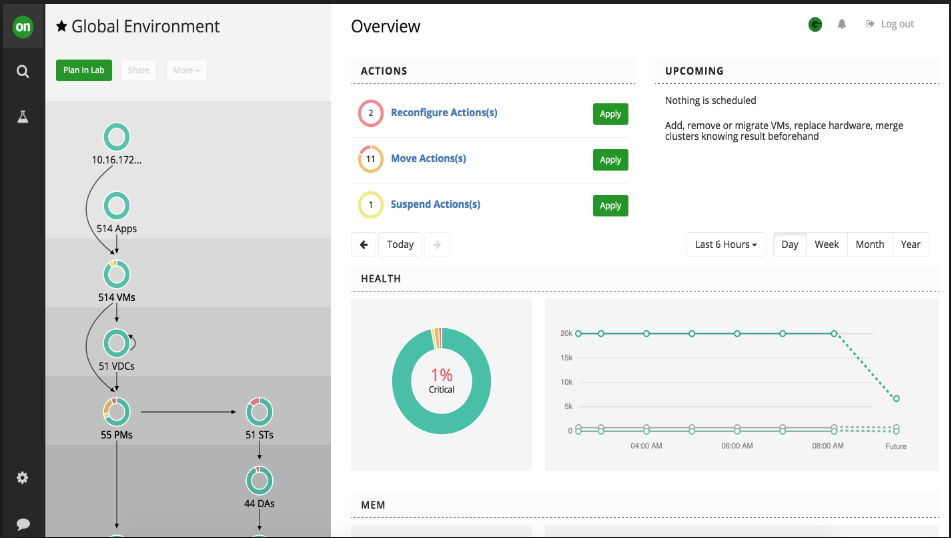 on
Global Environment
Plan In Lab
Share
More
10.16.172...
514 Apps
514 VMs
51 VDCs
55 PMs
51 STs
44 DAs
Overview
Log out
ACTIONS
2
Reconfigure Actions(s)
Apply
11
Move Actions(s)
Apply
1
Suspend Actions(s)
Apply
UPCOMING
Nothing is scheduled
Add, remove or migrate VMs, replace hardware, merge
clusters knowing result beforehand
Today
Last 6 Hours
Day
Week
Month
Year
HEALTH
1%
Critical
20k
15k
10k
5k
0
04:00 AM
06:00 AM
08:00 AM
Future
MEM